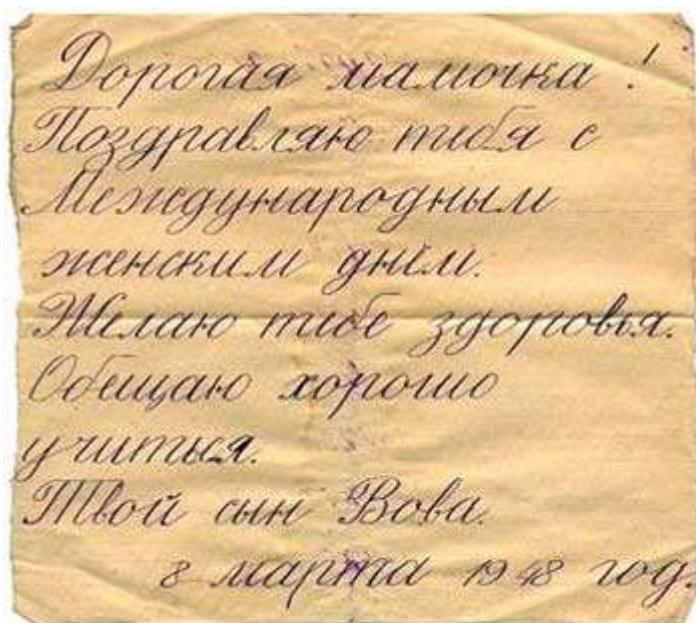 Дорогая мамочка!
Поздравляю тебя с
Международным
женским днём.
Желаю тебе здоровья.
Обещаю хорошо
учиться.
Твой сын Вова.
8 марта 1948 год.